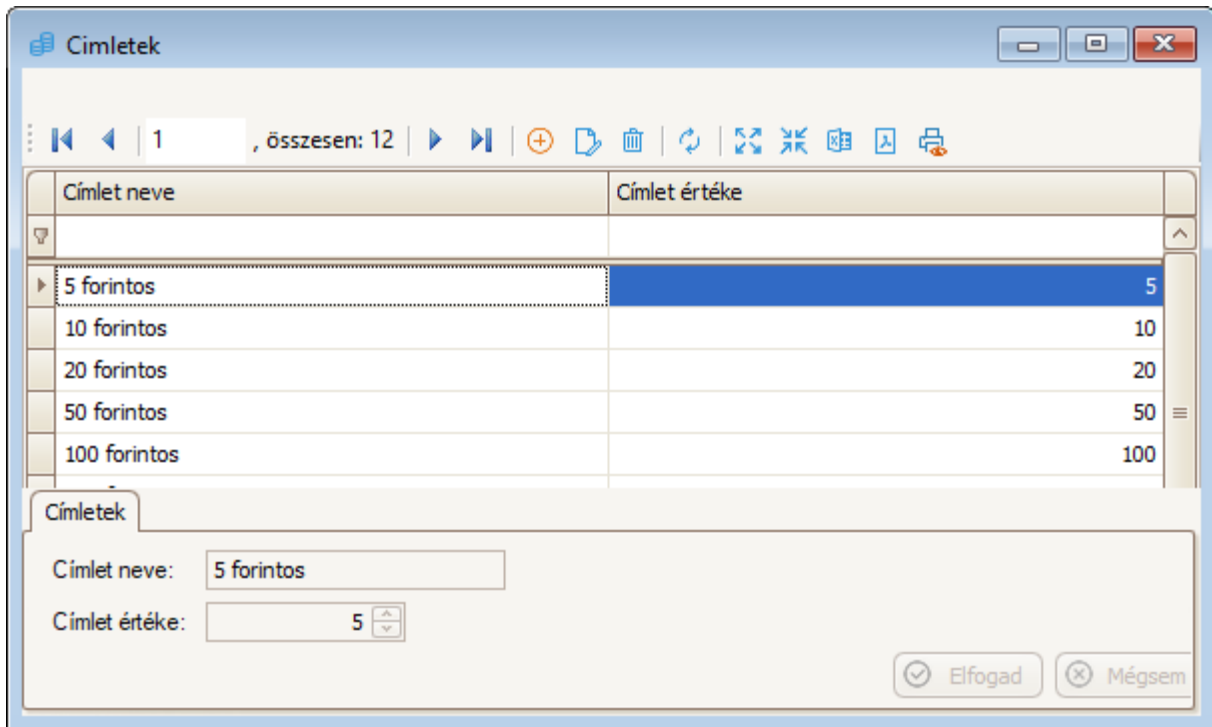 Cimletek
1 , összesen: 12
Címlet neve Címlet értéke
5 forintos 5
10 forintos 10
20 forintos 20
50 forintos 50
100 forintos 100
Címletek
Címlet neve: 5 forintos
Címlet értéke: 5
Elfogad Mégsem